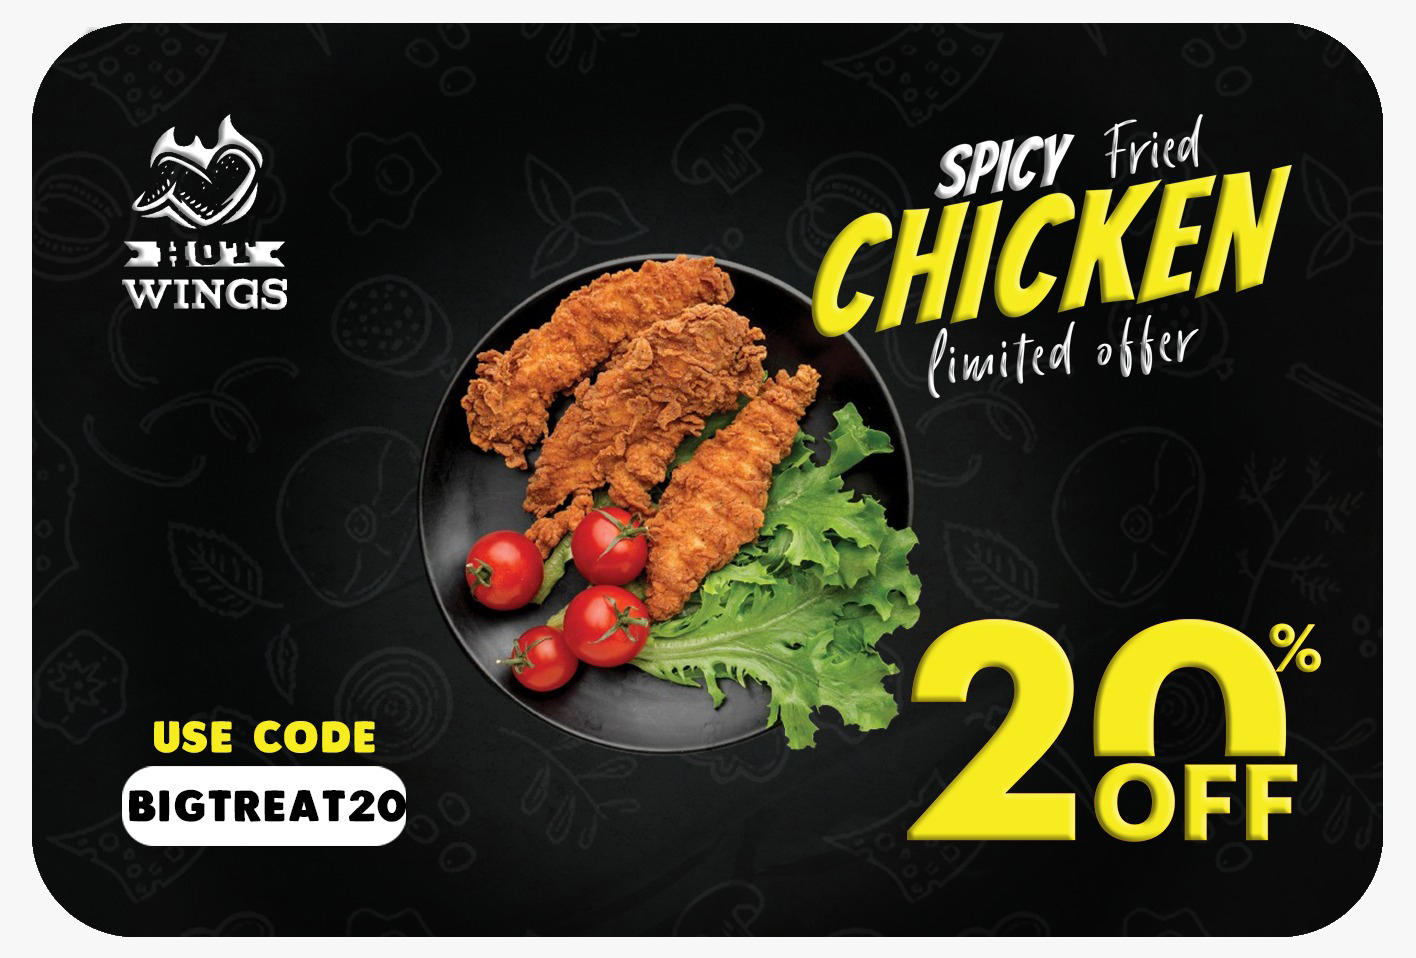 HOT
WINGS
SPICY Fried
CHICKEN
limited offer
20%
OFF
USE CODE
BIGTREAT20